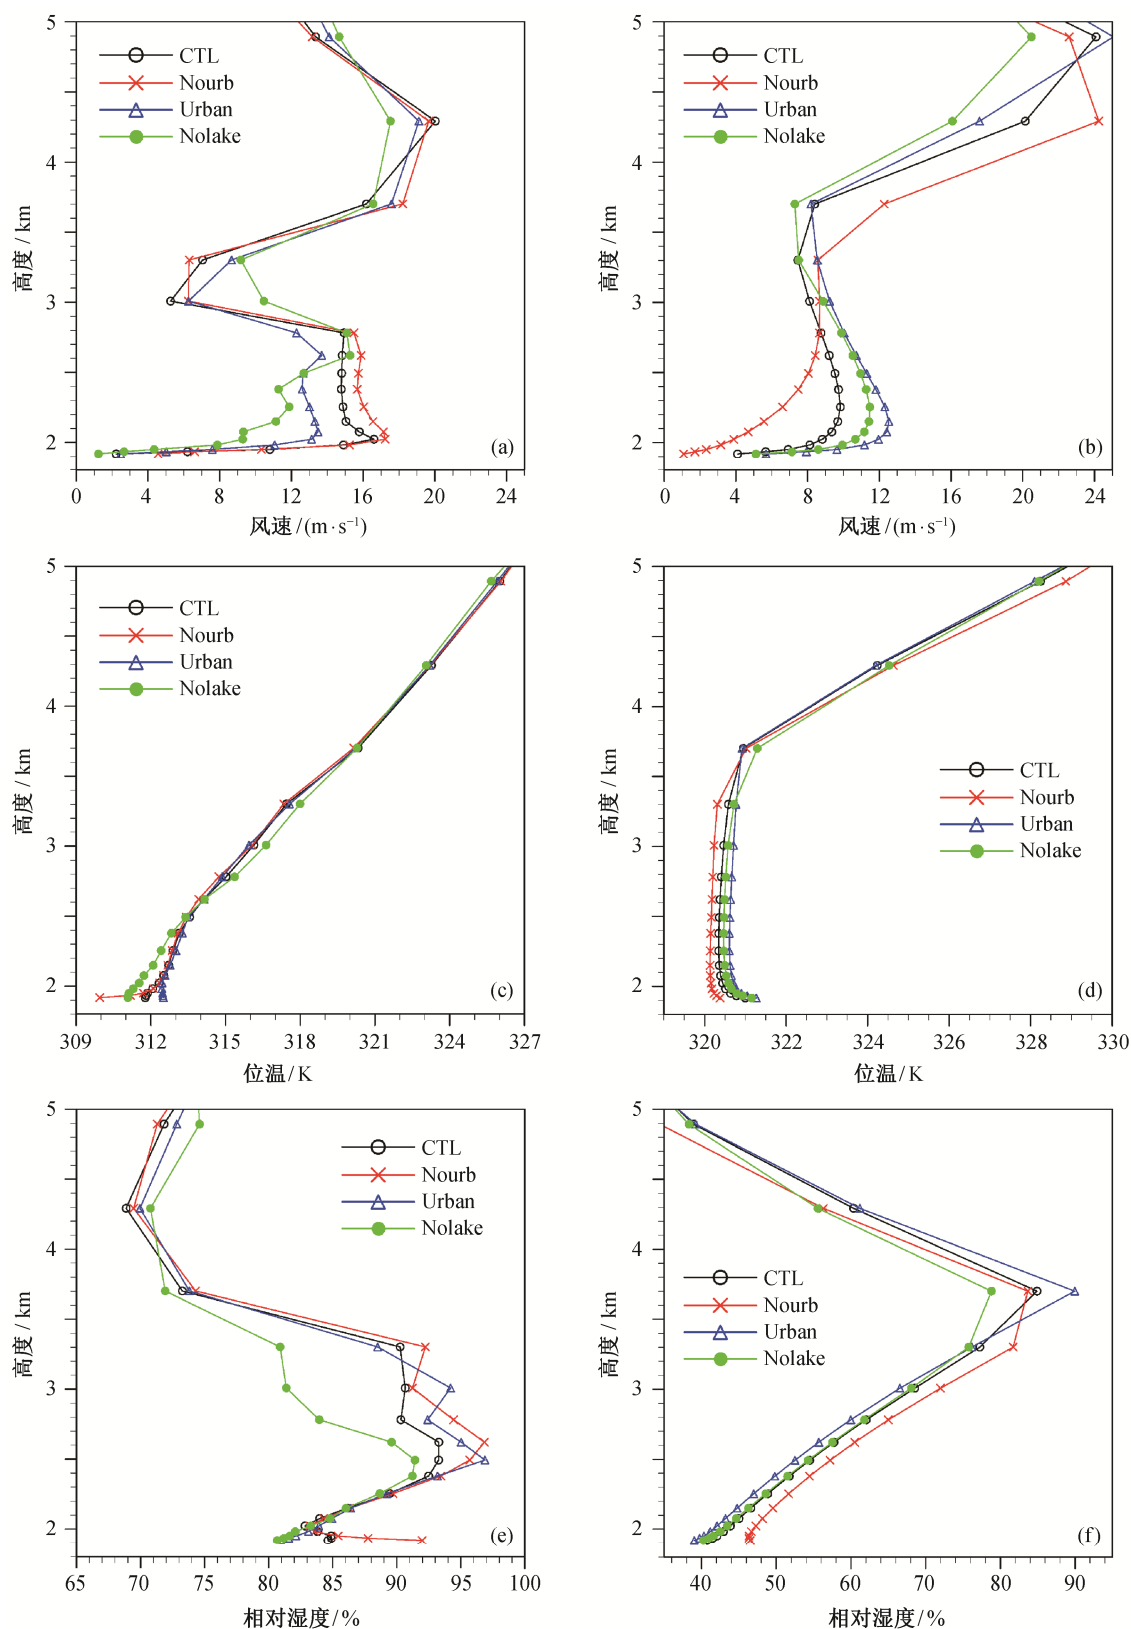 5
4
3
2
高度 / km
CTL
Nourb
Urban
Nolake
(a)
0 4 8 12 16 20 24
风速 / (m·s⁻¹)
5
4
3
2
高度 / km
CTL
Nourb
Urban
Nolake
(b)
0 4 8 12 16 20 24
风速 / (m·s⁻¹)
5
4
3
2
高度 / km
CTL
Nourb
Urban
Nolake
(c)
309 312 315 318 321 324 327
位温 / K
5
4
3
2
高度 / km
CTL
Nourb
Urban
Nolake
(d)
320 322 324 326 328 330
位温 / K
5
4
3
2
高度 / km
CTL
Nourb
Urban
Nolake
(e)
65 70 75 80 85 90 95 100
相对湿度 / %
5
4
3
2
高度 / km
CTL
Nourb
Urban
Nolake
(f)
40 50 60 70 80 90
相对湿度 / %